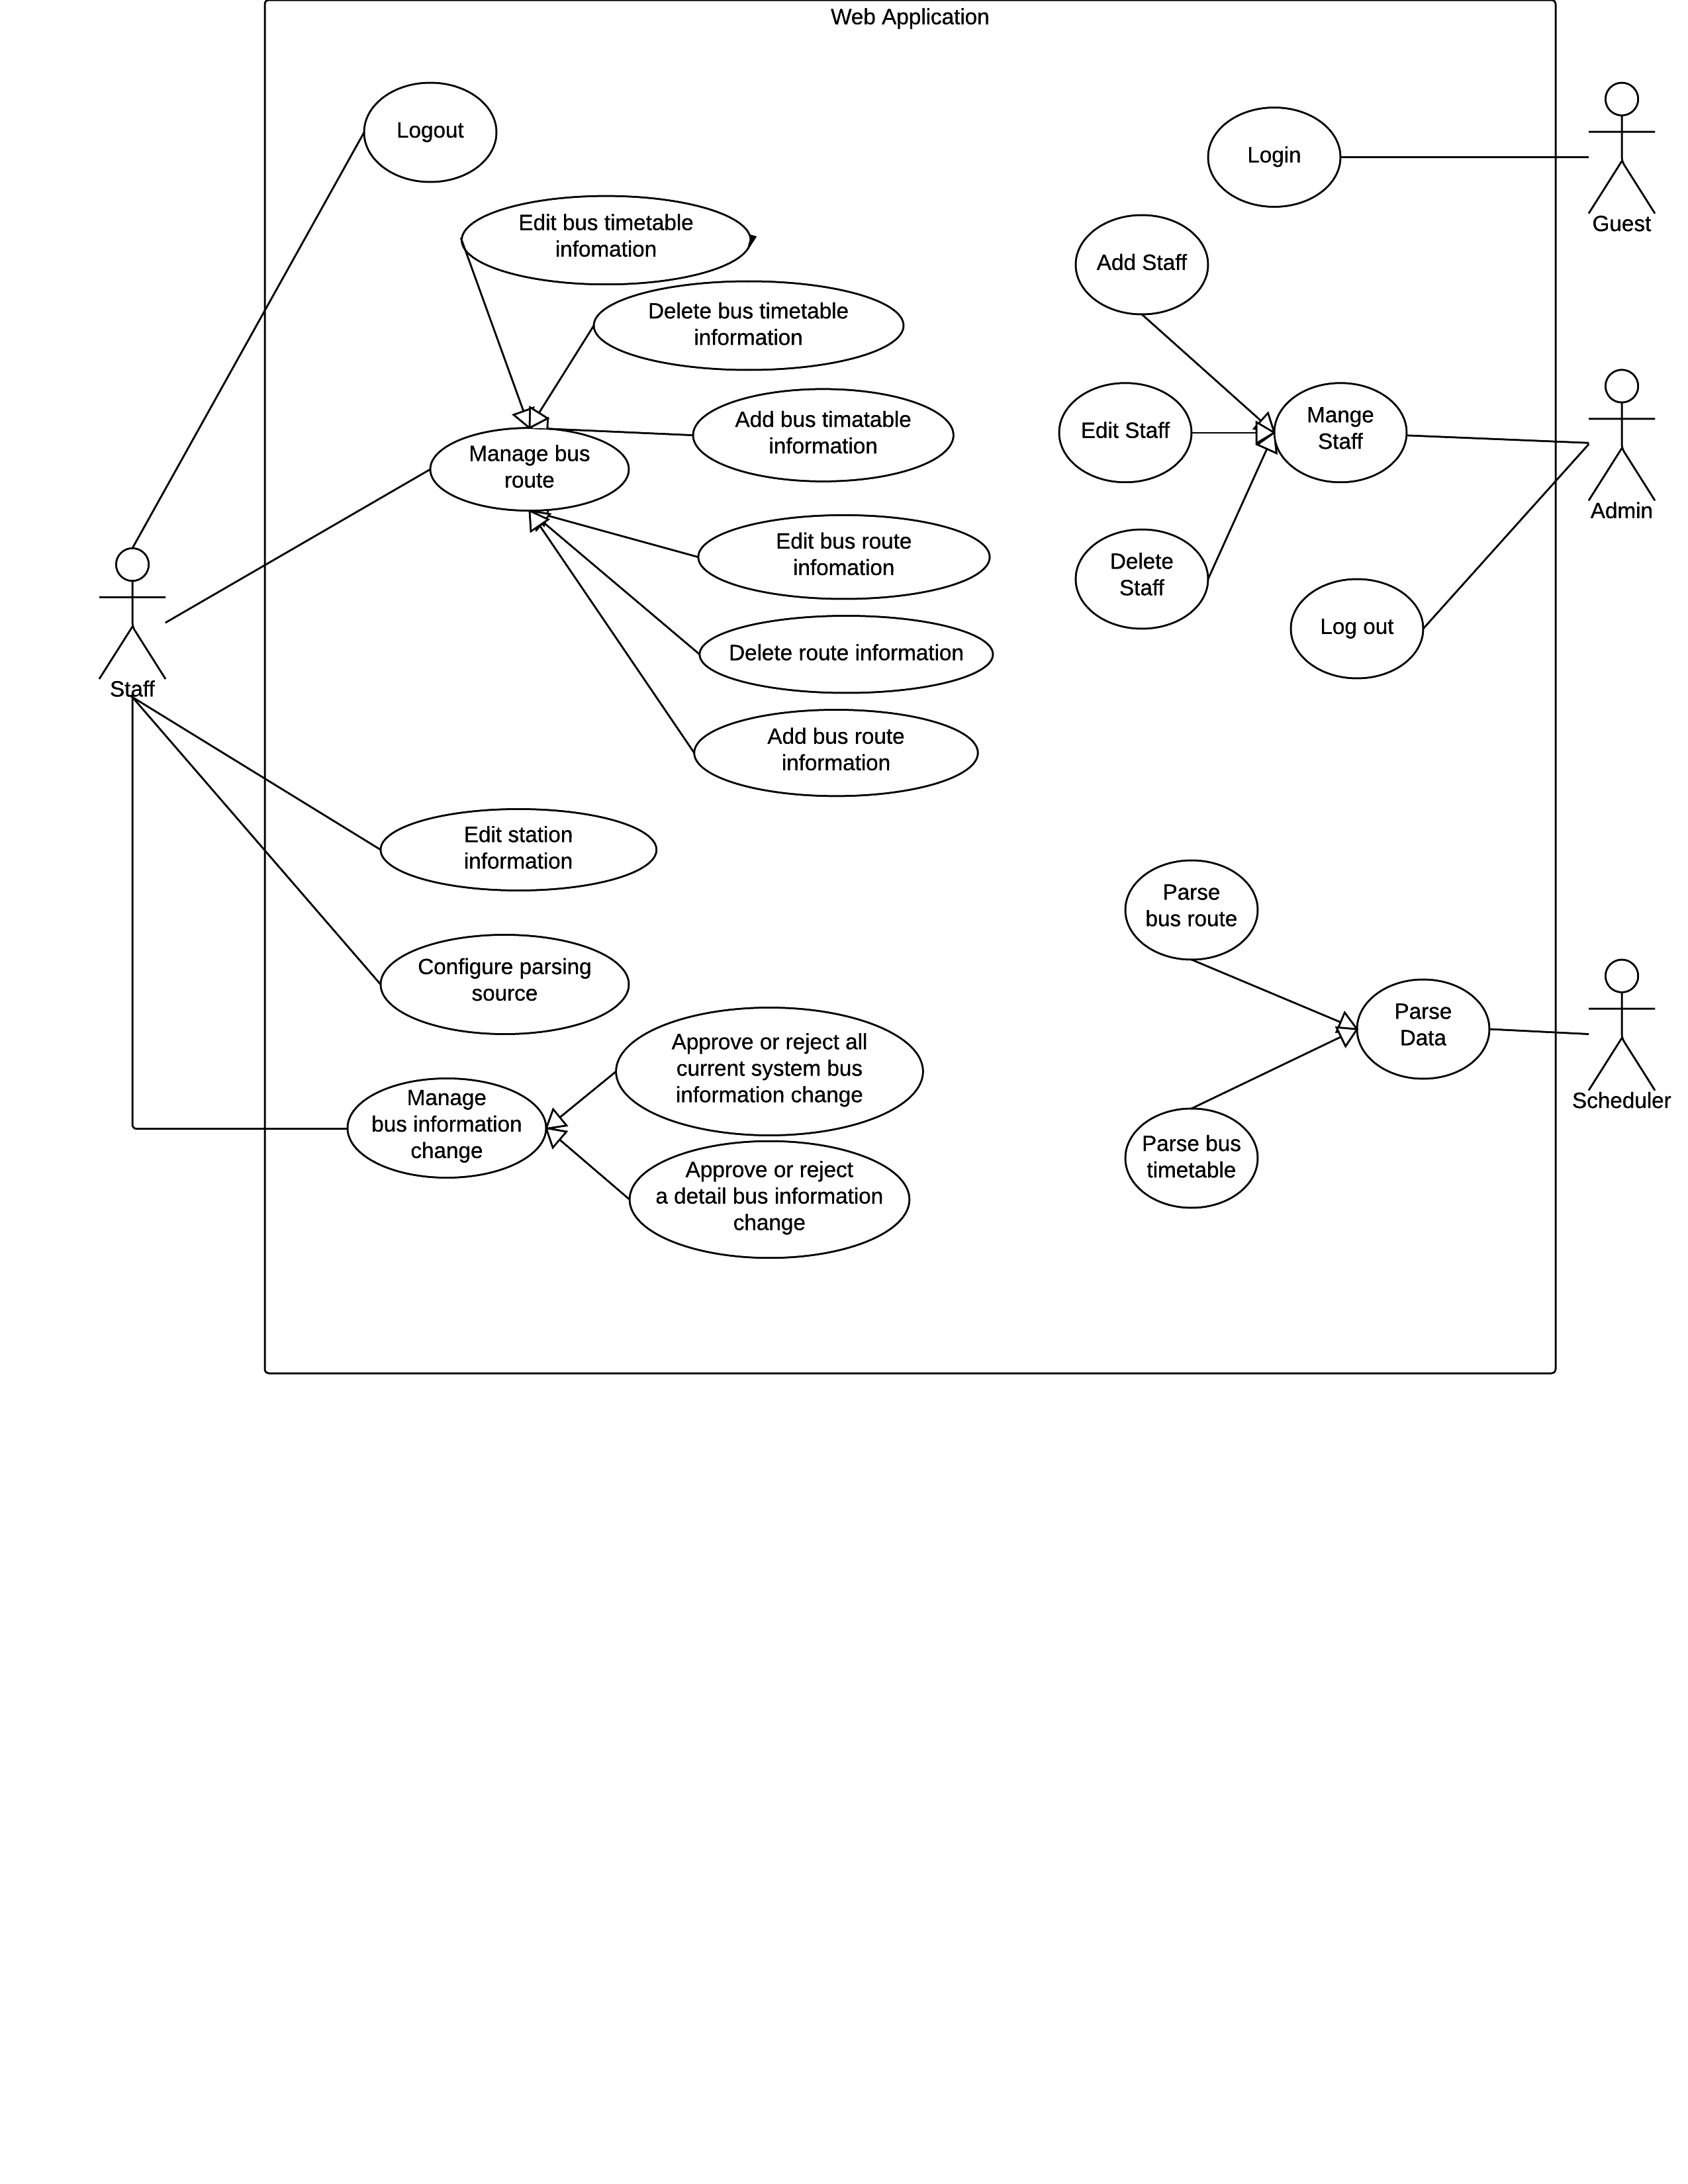 Web Application
Logout
Login
Guest
Edit bus timetable
infomation
Add Staff
Delete bus timetable
information
Add bus timatable
information
Manage bus
route
Edit Staff
Mange
Staff
Admin
Edit bus route
infomation
Delete
Staff
Log out
Delete route information
Staff
Add bus route
information
Edit station
information
Parse
bus route
Configure parsing
source
Parse
Data
Scheduler
Approve or reject all
current system bus
information change
Manage
bus information
change
Parse bus
timetable
Approve or reject
a detail bus information
change